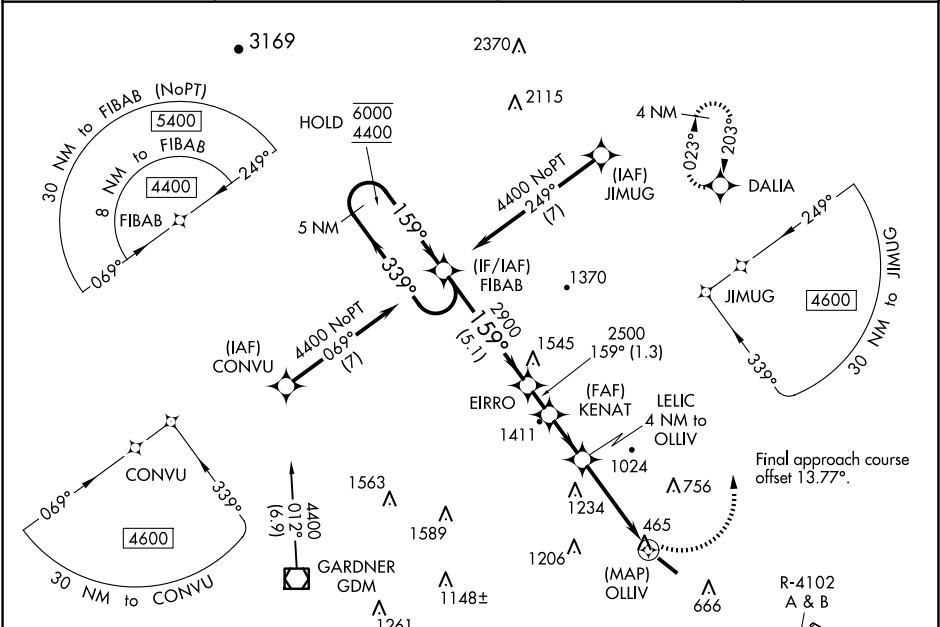 3169
2370
2115
30 NM to FIBAB (NoPT)
5400
8 NM to FIBAB
4400
FIBAB
249°
069°
HOLD
6000
4400
5 NM
159°
339°
4400 NoPT
249°
(7)
(IAF)
JIMUG
4 NM
023°
203°
DALIA
(IF/IAF)
FIBAB
1370
249°
JIMUG
4600
339°
30 NM to JIMUG
4400 NoPT
069°
(7)
(IAF)
CONVU
2900
159°
(5.1)
1545
2500
159° (1.3)
EIRRO
(FAF)
KENAT
1411
LELIC
4 NM to
OLLIV
1024
Final approach course
offset 13.77°.
CONVU
069°
339°
4600
30 NM to CONVU
4400
012°
(6.9)
GARDNER
GDM
1563
1589
1148±
1261
1234
756
465
1206
(MAP)
OLLIV
666
R-4102
A & B